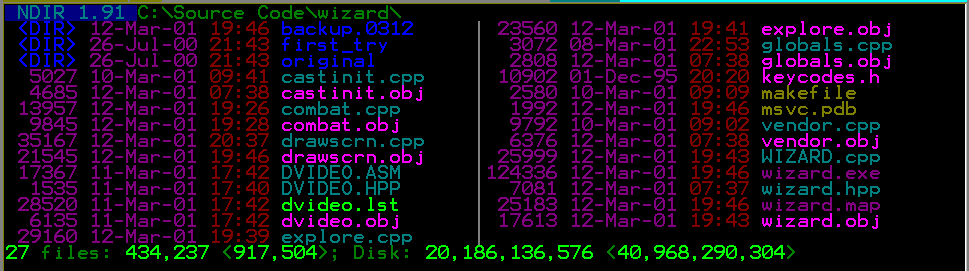 NDIR 1.91 C:\Source Code\wizard\
<DIR> 12-Mar-01 19:46 backup.0312
<DIR> 26-Jul-00 21:43 first_try
<DIR> 26-Jul-00 21:43 original
5027 10-Mar-01 09:41 castinit.cpp
4685 12-Mar-01 07:38 castinit.obj
13957 12-Mar-01 19:26 combat.cpp
9845 12-Mar-01 19:28 combat.obj
35167 12-Mar-01 20:37 drawscrn.cpp
21545 12-Mar-01 19:46 drawscrn.obj
17367 11-Mar-01 17:42 DVIDEO.ASM
1535 11-Mar-01 17:40 DVIDEO.HPP
28520 11-Mar-01 17:42 dvideo.lst
6135 11-Mar-01 17:42 dvideo.obj
29160 12-Mar-01 19:39 explore.cpp
23560 12-Mar-01 19:41 explore.obj
3072 08-Mar-01 22:53 globals.cpp
2808 12-Mar-01 07:38 globals.obj
10902 01-Dec-95 20:20 keycodes.h
2580 10-Mar-01 09:09 makefile
1992 12-Mar-01 19:46 msvc.pdb
9792 10-Mar-01 09:02 vendor.cpp
6376 12-Mar-01 07:38 vendor.obj
25999 12-Mar-01 19:43 WIZARD.cpp
124336 12-Mar-01 19:46 wizard.exe
7081 12-Mar-01 07:37 wizard.hpp
25183 12-Mar-01 19:46 wizard.map
17613 12-Mar-01 19:43 wizard.obj
27 files: 434,237 <917,504>; Disk: 20,186,136,576 <40,968,290,304>